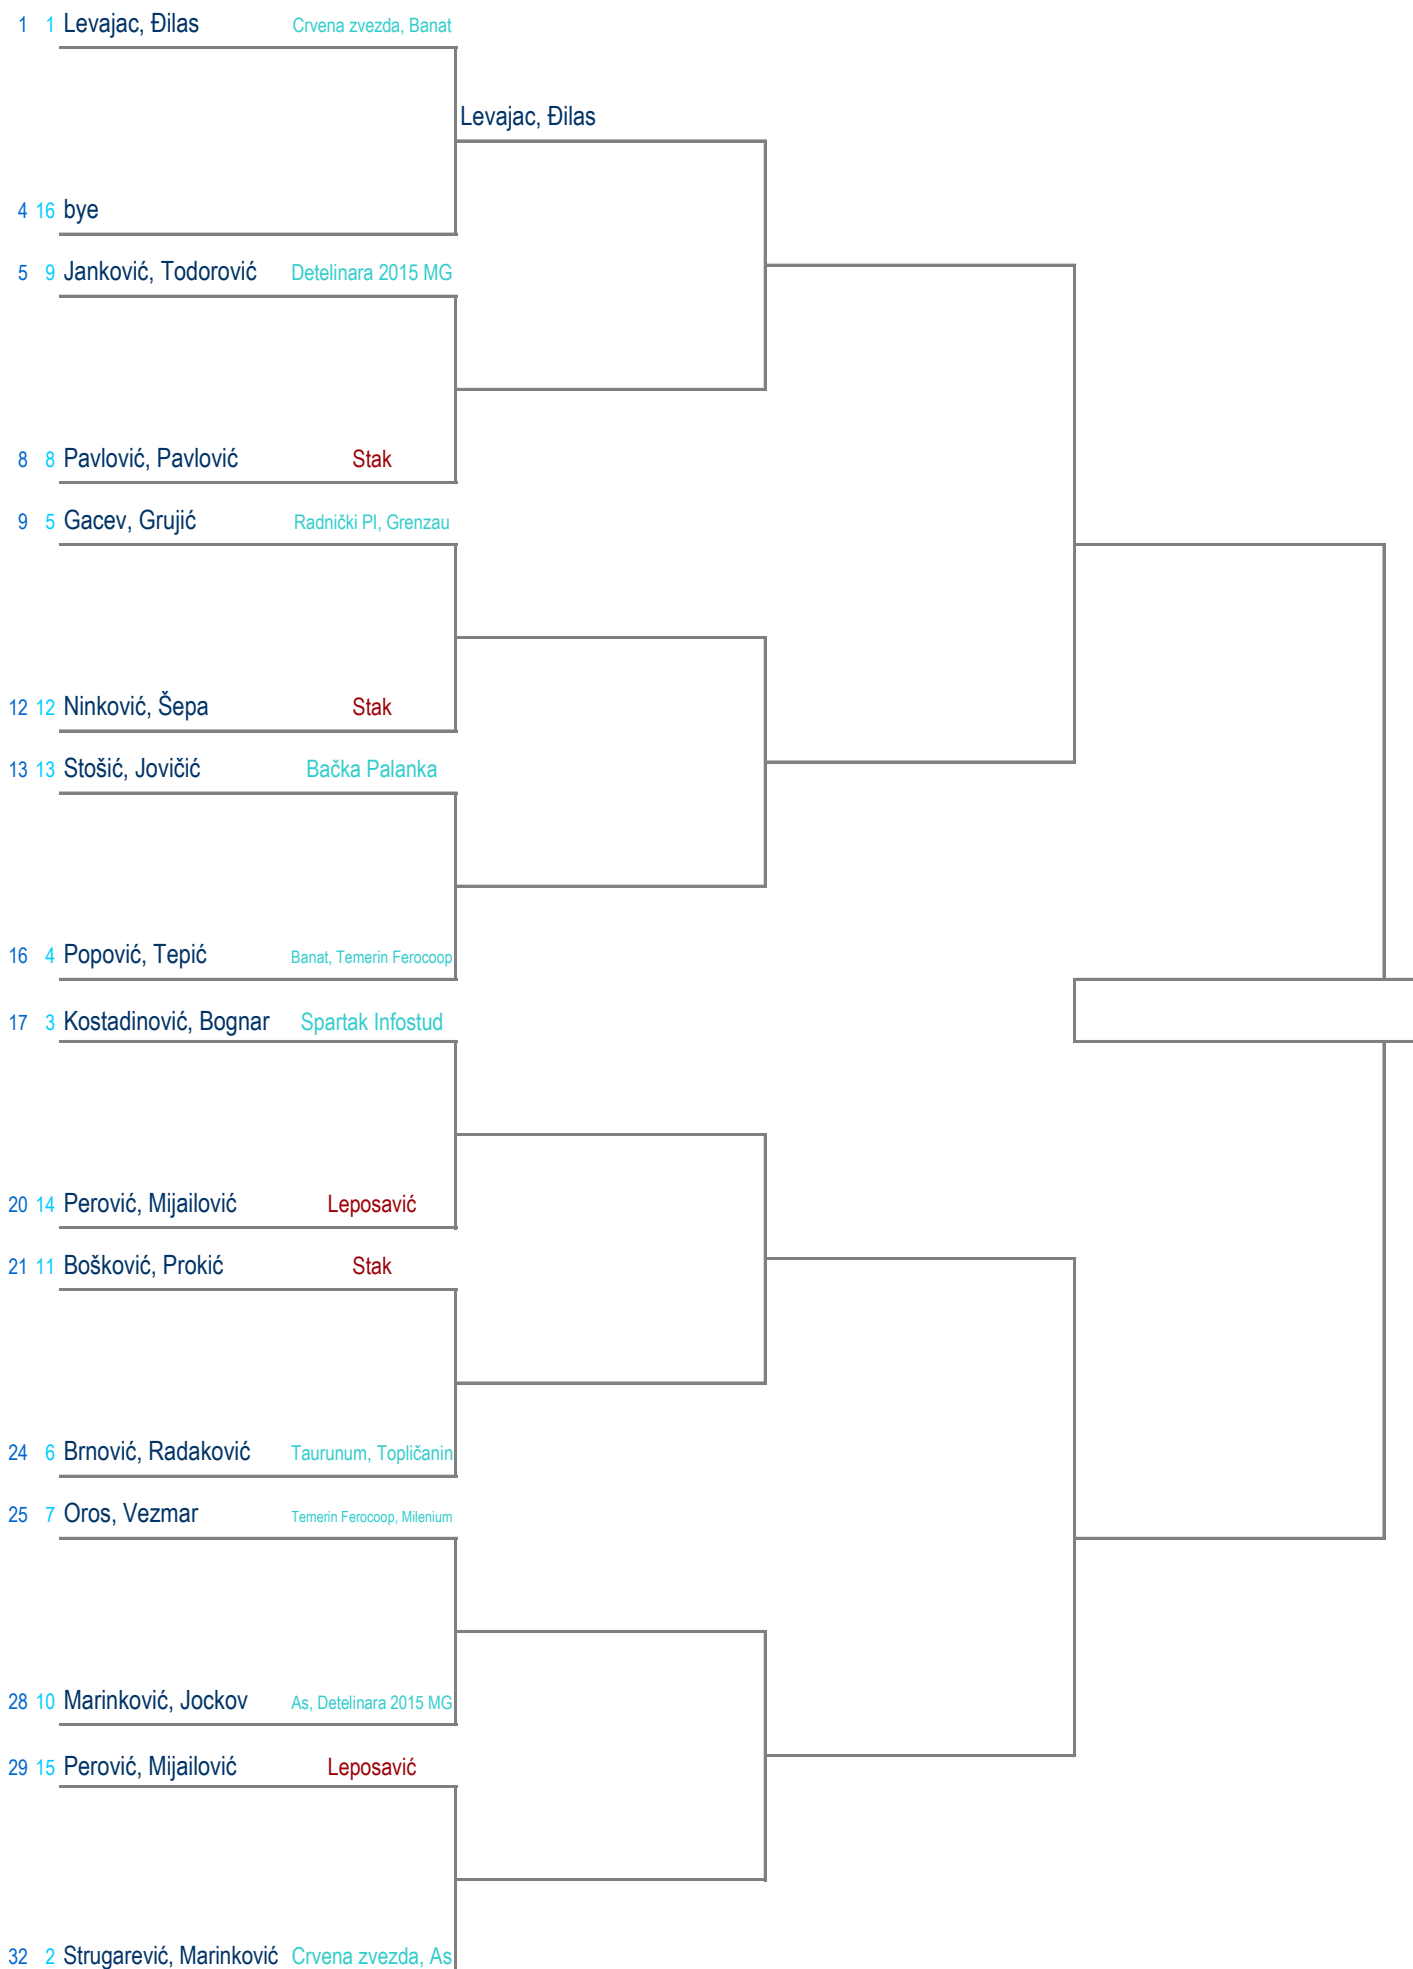 1 1 Levajac, Đilas Crvena zvezda, Banat
Levajac, Đilas
4 16 bye
5 9 Janković, Todorović Detelinara 2015 MG
8 8 Pavlović, Pavlović Stak
9 5 Gacev, Grujić Radnički PI, Grenzau
12 12 Ninković, Šepa Stak
13 13 Stošić, Jovičić Bačka Palanka
16 4 Popović, Tepić Banat, Temerin Ferocoop
17 3 Kostadinović, Bognar Spartak Infostud
20 14 Perović, Mijailović Leposavić
21 11 Bošković, Prokić Stak
24 6 Brnović, Radaković Taurunum, Topličanin
25 7 Oros, Vezmar Temerin Ferocoop, Milenium
28 10 Marinković, Jockov As, Detelinara 2015 MG
29 15 Perović, Mijailović Leposavić
32 2 Strugarević, Marinković Crvena zvezda, As